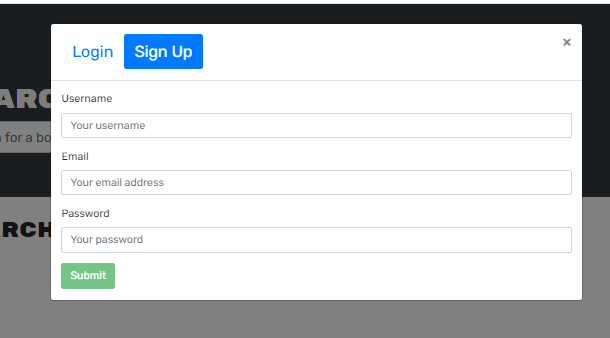 Login Sign Up ×
ARC
Username
Your username
for a bo
Email
Your email address
Password
Your password
RCH
Submit